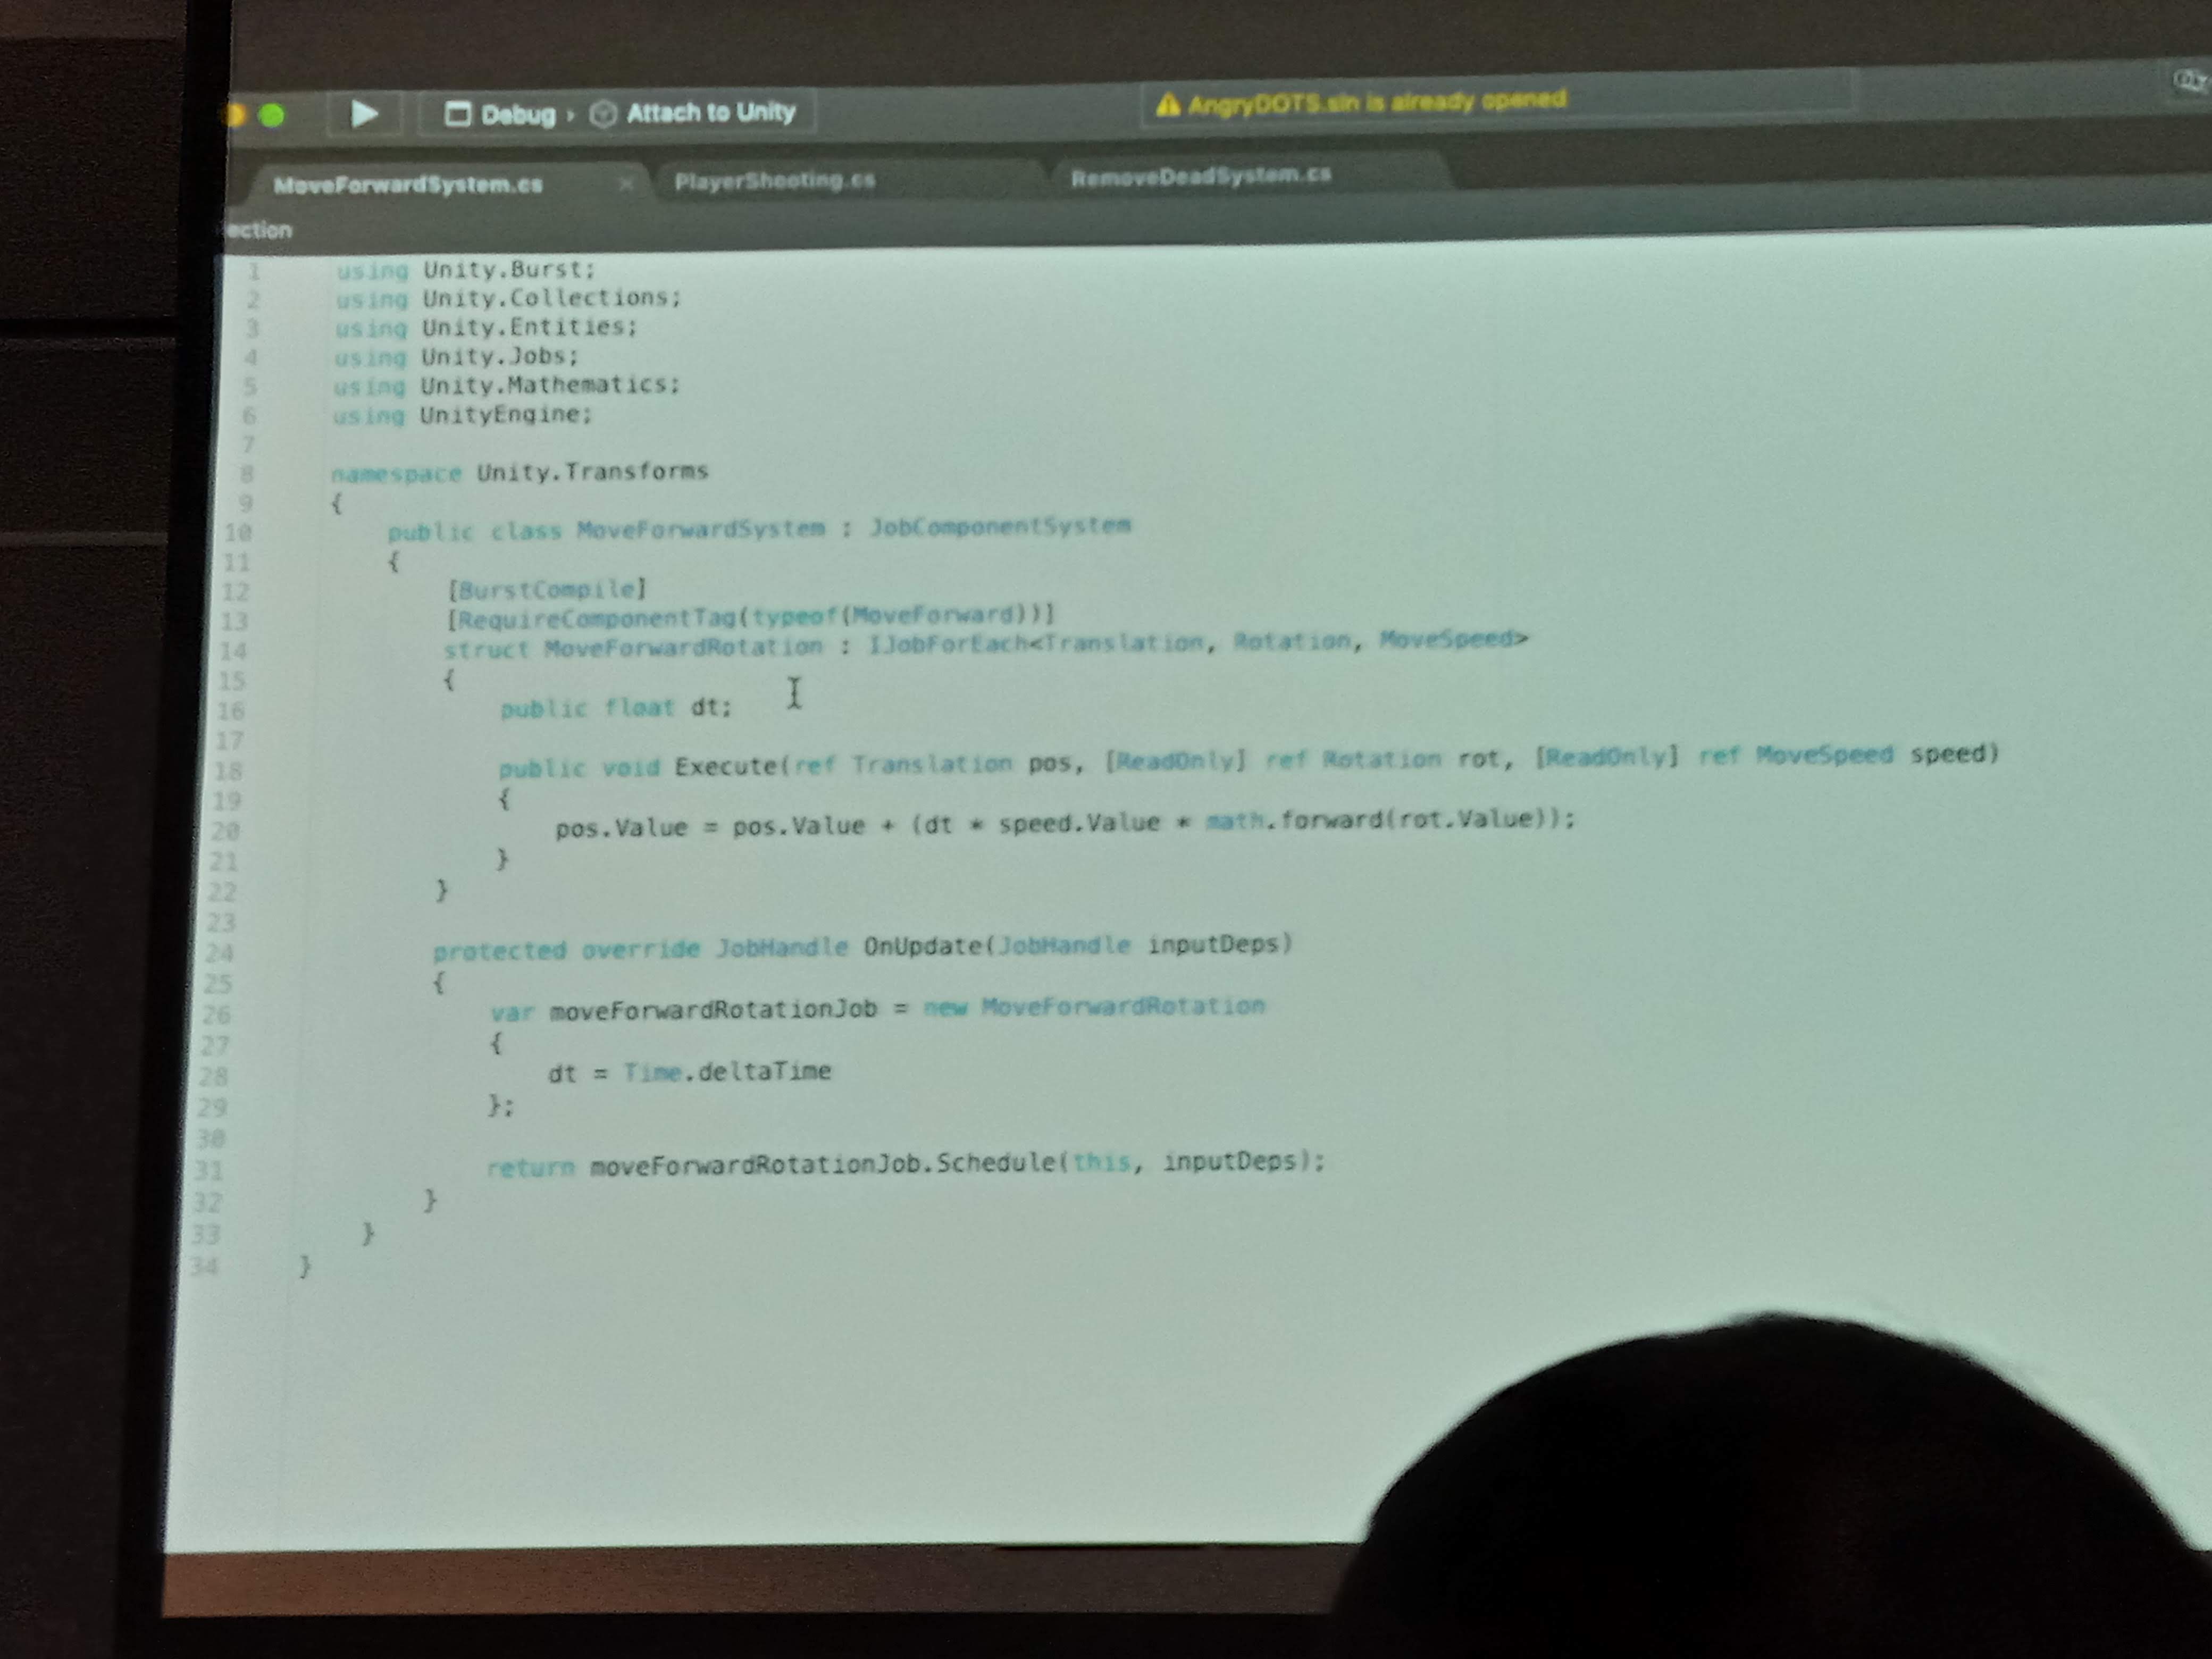 Debug › Attach to Unity
AngryDOTS.sln is already opened
MoveForwardSystem.cs × PlayerShooting.cs RemoveDeadSystem.cs
ection
1 using Unity.Burst;
2 using Unity.Collections;
3 using Unity.Entities;
4 using Unity.Jobs;
5 using Unity.Mathematics;
6 using UnityEngine;
7
8 namespace Unity.Transforms
9 {
10 public class MoveForwardSystem : JobComponentSystem
11 {
12 [BurstCompile]
13 [RequireComponentTag(typeof(MoveForward))]
14 struct MoveForwardRotation : IJobForEach<Translation, Rotation, MoveSpeed>
15 {
16 public float dt;
17
18 public void Execute(ref Translation pos, [ReadOnly] ref Rotation rot, [ReadOnly] ref MoveSpeed speed)
19 {
20 pos.Value = pos.Value + (dt * speed.Value * math.forward(rot.Value));
21 }
22 }
23
24 protected override JobHandle OnUpdate(JobHandle inputDeps)
25 {
26 var moveForwardRotationJob = new MoveForwardRotation
27 {
28 dt = Time.deltaTime
29 };
30
31 return moveForwardRotationJob.Schedule(this, inputDeps);
32 }
33 }
34 }